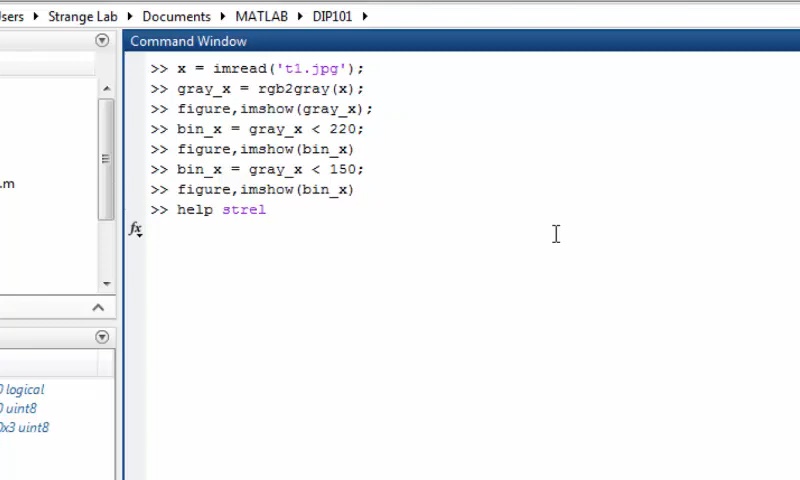 sers ▸ Strange Lab ▸ Documents ▸ MATLAB ▸ DIP101 ▸
Command Window
>> x = imread('t1.jpg');
>> gray_x = rgb2gray(x);
>> figure,imshow(gray_x);
>> bin_x = gray_x < 220;
>> figure,imshow(bin_x)
>> bin_x = gray_x < 150;
>> figure,imshow(bin_x)
>> help strel
fx
.m
0 logical
0 uint8
0x3 uint8